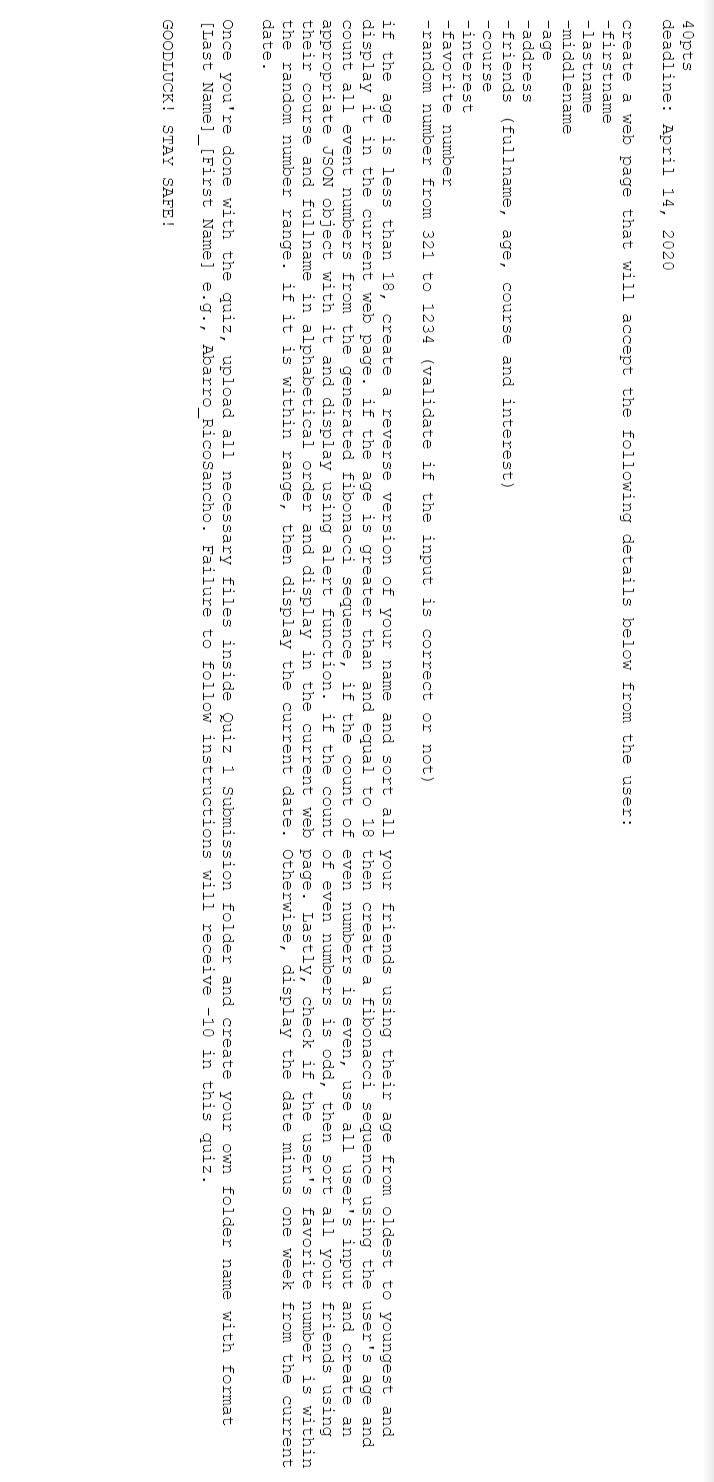 40pts
deadline: April 14, 2020
create a web page that will accept the following details below from the user:
-firstname
-lastname
-middlename
-age
-address
-friends (fullname, age, course and interest)
-course
-interest
-favorite number
-random number from 321 to 1234 (validate if the input is correct or not)
if the age is less than 18, create a reverse version of your name and sort all your friends using their age from oldest to youngest and
display it in the current web page. if the age is greater than and equal to 18 then create a fibonacci sequence using the user's age and
count all event numbers from the generated fibonacci sequence, if the count of even numbers is even, use all user's input and create an
appropriate JSON object with it and display using alert function. if the count of even numbers is odd, then sort all your friends using
their course and fullname in alphabetical order and display in the current web page. Lastly, check if the user's favorite number is within
the random number range. if it is within range, then display the current date. Otherwise, display the date minus one week from the current
date.
Once you're done with the quiz, upload all necessary files inside Quiz 1 Submission folder and create your own folder name with format
[Last Name]_[First Name] e.g., Abarro_RicoSancho. Failure to follow instructions will receive -10 in this quiz.
GOODLUCK! STAY SAFE!